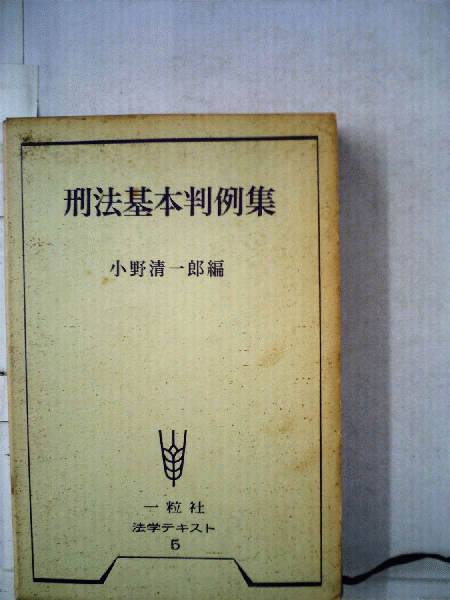 刑法基本判例集
小野清一郎編
一粒社
法学テキスト
5